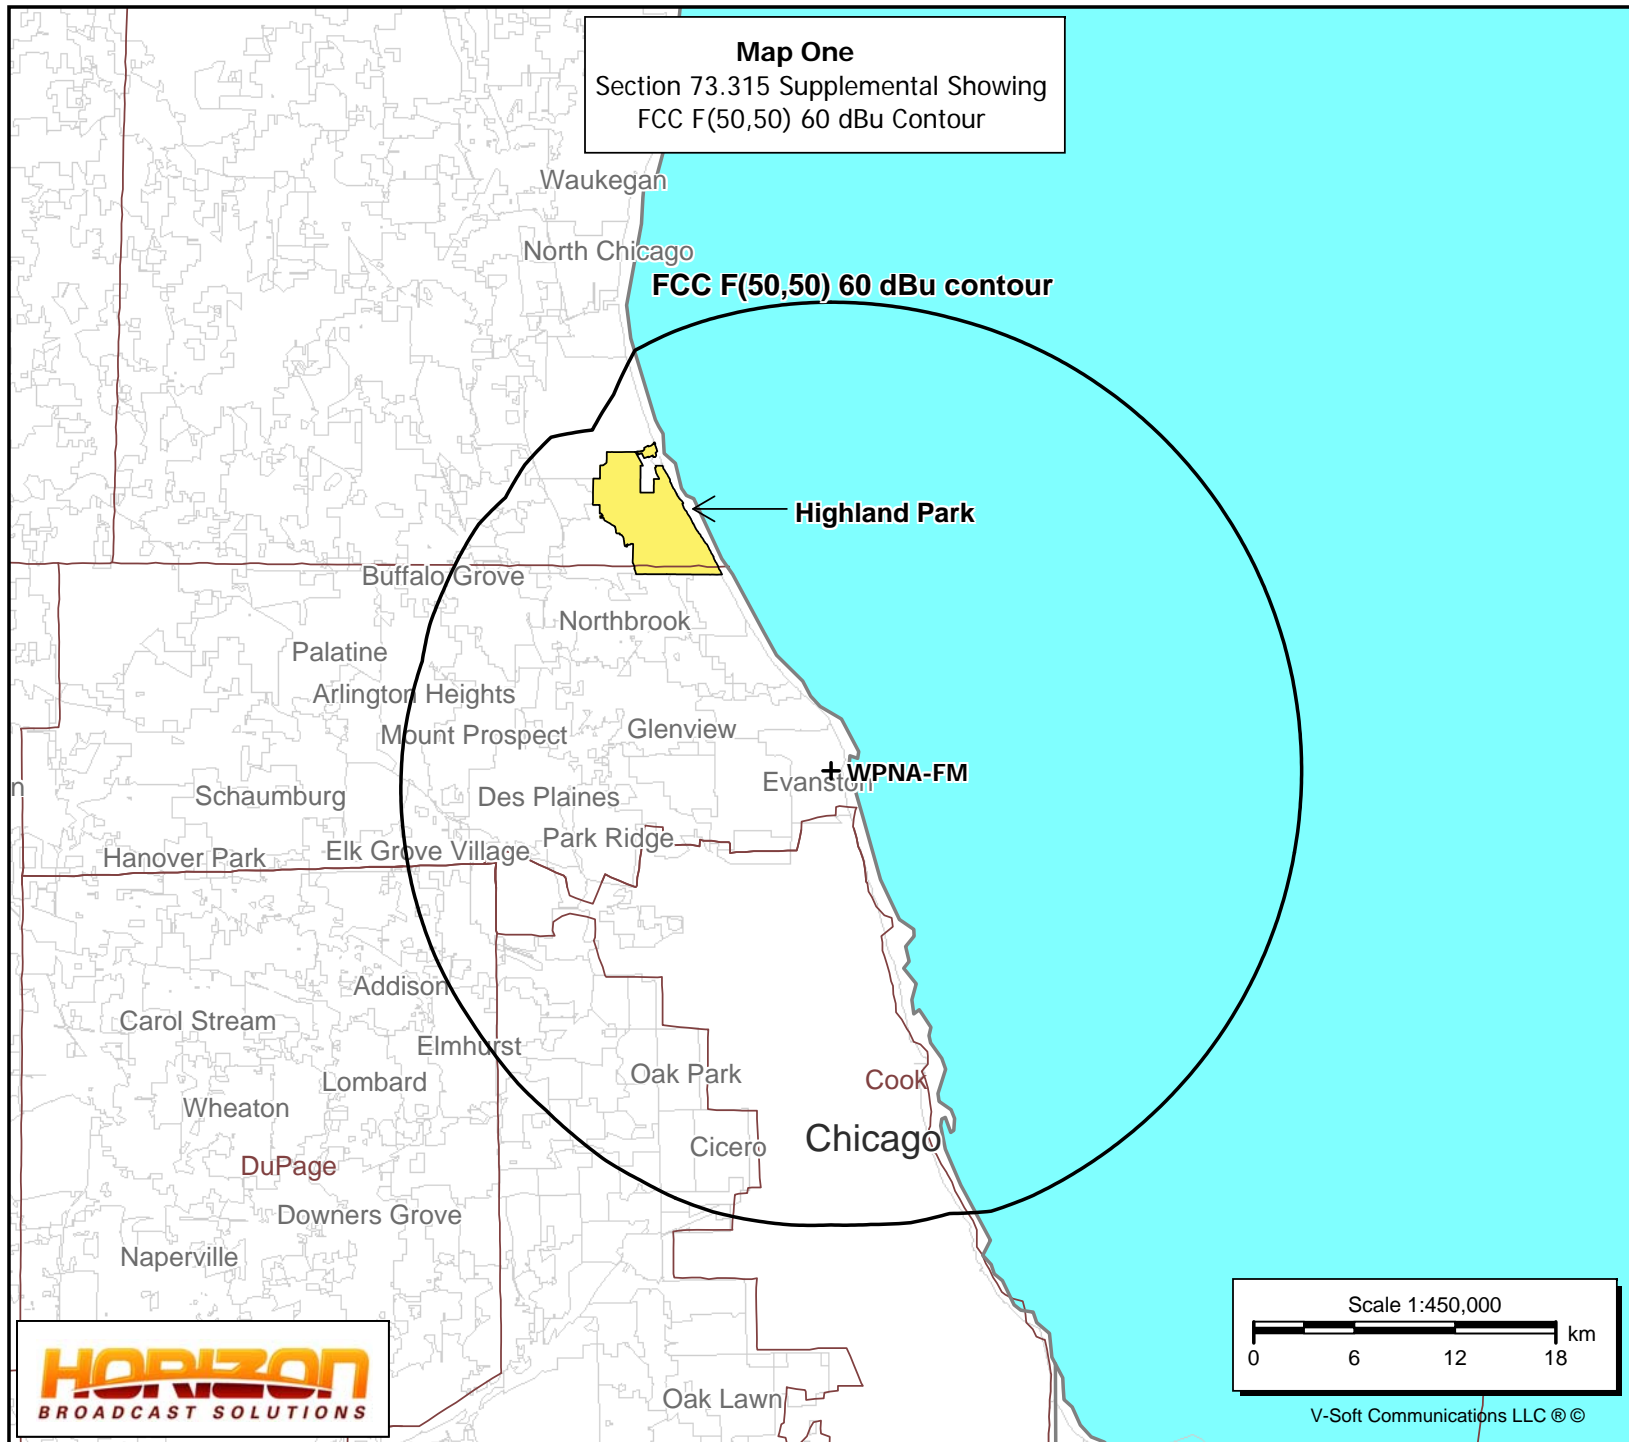 Map One
Section 73.315 Supplemental Showing
FCC F(50,50) 60 dBu Contour
Waukegan
North Chicago
FCC F(50,50) 60 dBu contour
Highland Park
Buffalo Grove
Northbrook
Palatine
Arlington Heights
Mount Prospect
Glenview
WPNA-FM
Evanston
n
Schaumburg
Des Plaines
Park Ridge
Hanover Park
Elk Grove Village
Addison
Carol Stream
Elmhurst
Oak Park
Cook
Lombard
Wheaton
Chicago
Cicero
DuPage
Downers Grove
Naperville
Scale 1:450,000
km
0 6 12 18
HORIZON
BROADCAST SOLUTIONS
Oak Lawn
V-Soft Communications LLC ® ©